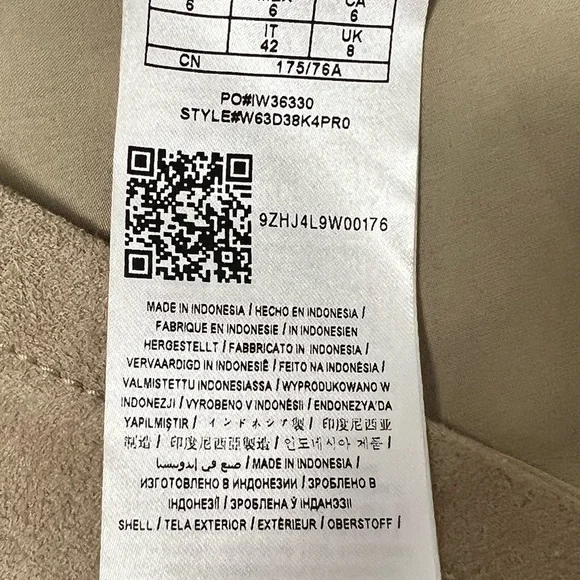 6 MEX 6 CA 6
IT 42 UK 8
CN 175/76A
PO#IW36330
STYLE#W63D38K4PR0
9ZHJ4L9W00176
MADE IN INDONESIA / HECHO EN INDONESIA /
FABRIQUE EN INDONESIE / IN INDONESIEN
HERGESTELLT / FABBRICATO IN INDONESIA /
VERVAARDIGD IN INDONESIË / FEITO NA INDONÉSIA /
VALMISTETTU INDONESIASSA / WYPRODUKOWANO W
INDONEZJI / VYROBENO V INDONÉSII / ENDONEZYA'DA
YAPILMIŞTIR / インドネシア製 / 印度尼西亚
制造 / 印度尼西亞製造 / 인도네시아 제품 /
صنع في إندونيسيا / MADE IN INDONESIA /
ИЗГОТОВЛЕНО В ИНДОНЕЗИИ / ЗРОБЛЕНО В
ІНДОНЕЗІЇ / ЗРОБЛЕНА Ў ІНДАНЭЗІІ
SHELL / TELA EXTERIOR / EXTÉRIEUR / OBERSTOFF /